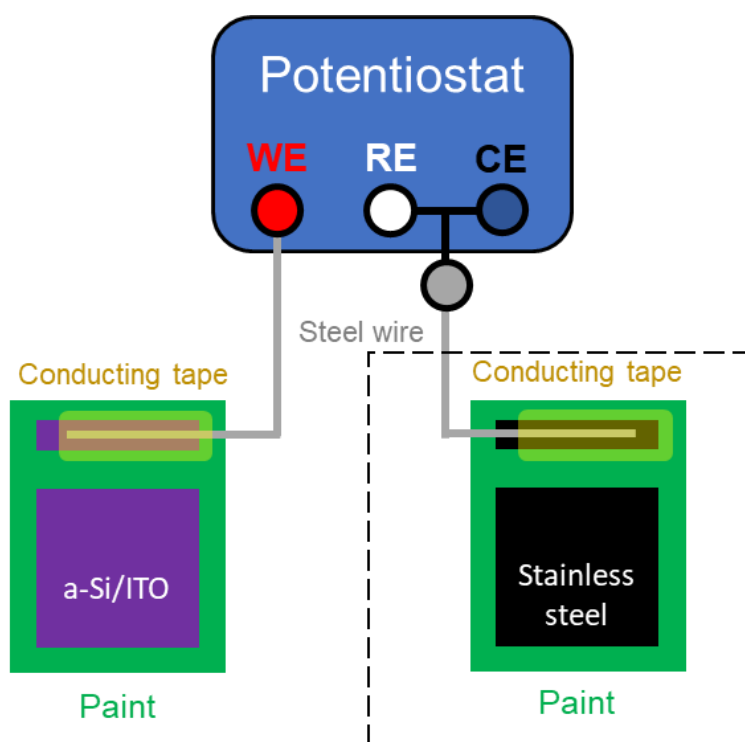 Potentiostat
WE
RE
CE
Steel wire
Conducting tape
Conducting tape
a-Si/ITO
Stainless
steel
Paint
Paint